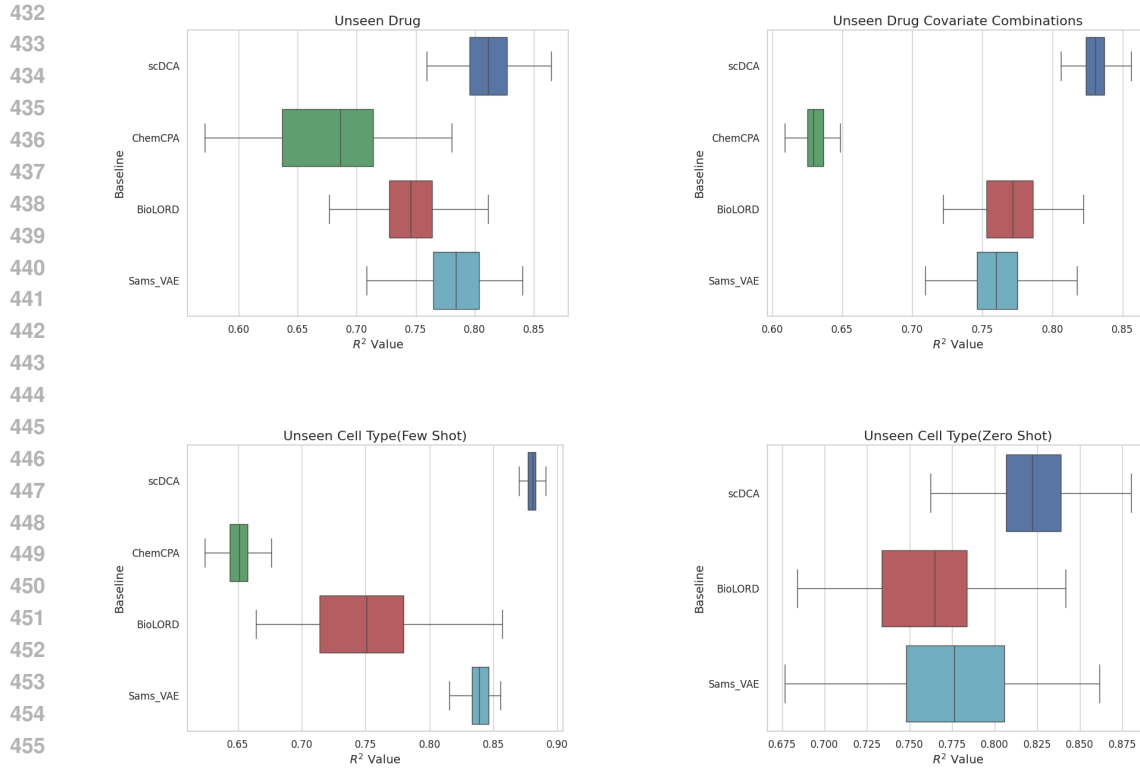 432
433
434
435
436
437
438
439
440
441
442
443
444
445
446
447
448
449
450
451
452
453
454
455
Unseen Drug
Baseline
scDCA
ChemCPA
BioLORD
Sams_VAE
0.60 0.65 0.70 0.75 0.80 0.85
R² Value
Unseen Drug Covariate Combinations
Baseline
scDCA
ChemCPA
BioLORD
Sams_VAE
0.60 0.65 0.70 0.75 0.80 0.85
R² Value
Unseen Cell Type(Few Shot)
Baseline
scDCA
ChemCPA
BioLORD
Sams_VAE
0.65 0.70 0.75 0.80 0.85 0.90
R² Value
Unseen Cell Type(Zero Shot)
Baseline
scDCA
BioLORD
Sams_VAE
0.675 0.700 0.725 0.750 0.775 0.800 0.825 0.850 0.875
R² Value